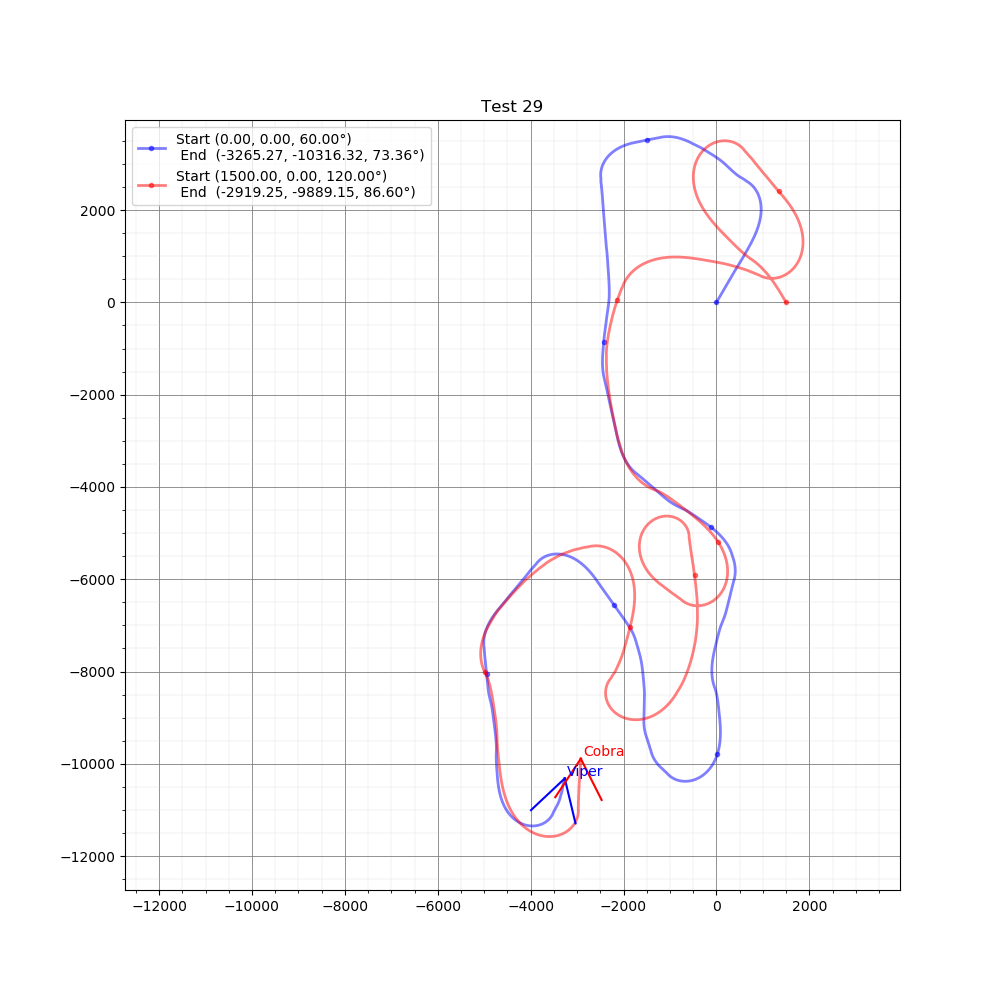 Test 29
Start (0.00, 0.00, 60.00°)
End  (-3265.27, -10316.32, 73.36°)
Start (1500.00, 0.00, 120.00°)
End  (-2919.25, -9889.15, 86.60°)
2000
0
−2000
−4000
−6000
−8000
−10000
−12000
Cobra
Viper
−12000 −10000 −8000 −6000 −4000 −2000 0 2000